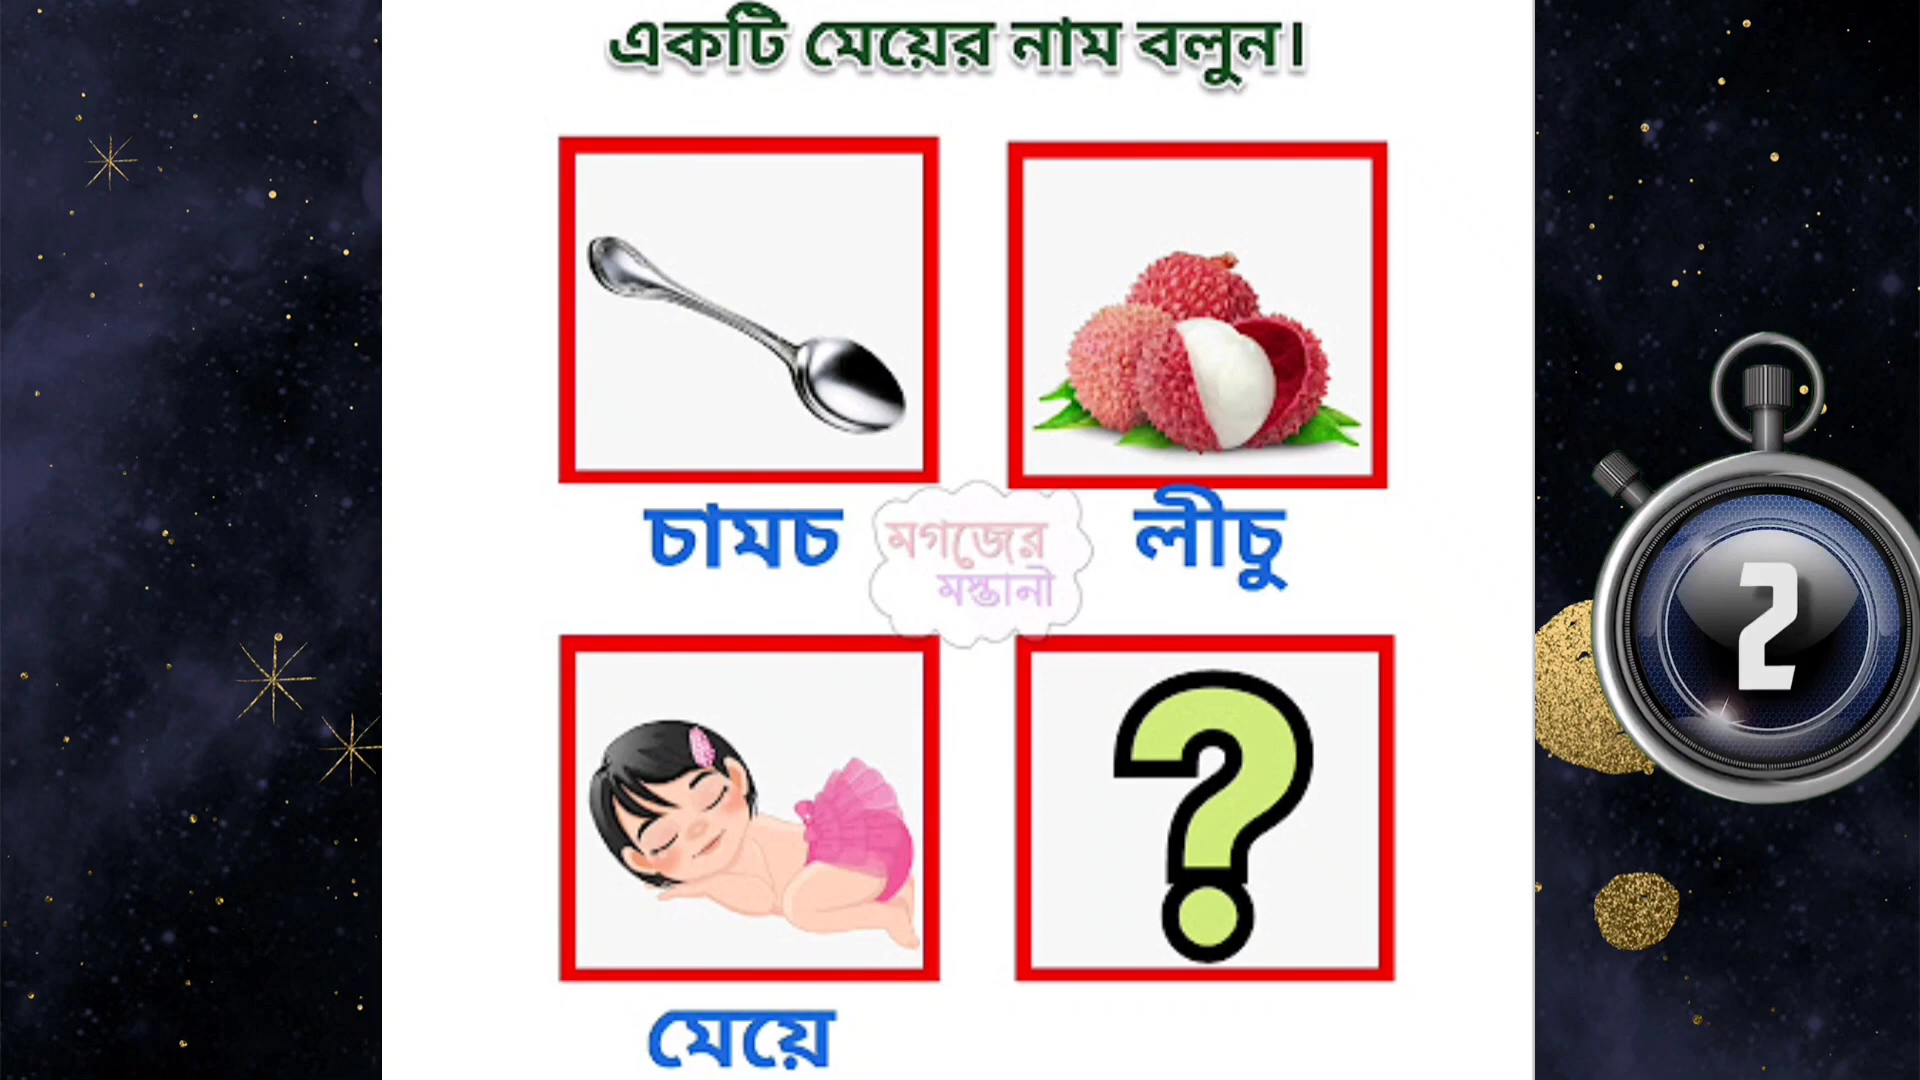 একটি মেয়ের নাম বলুন।
চামচ
লীচু
মগজের
মস্তানী
মেয়ে
2